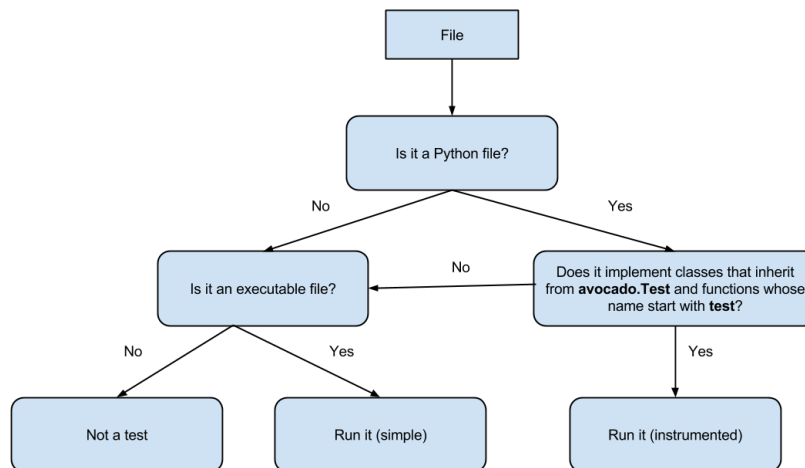 File
Is it a Python file?
No
Yes
Is it an executable file?
No
Does it implement classes that inherit
from avocado.Test and functions whose
name start with test?
No
Yes
Yes
Not a test
Run it (simple)
Run it (instrumented)